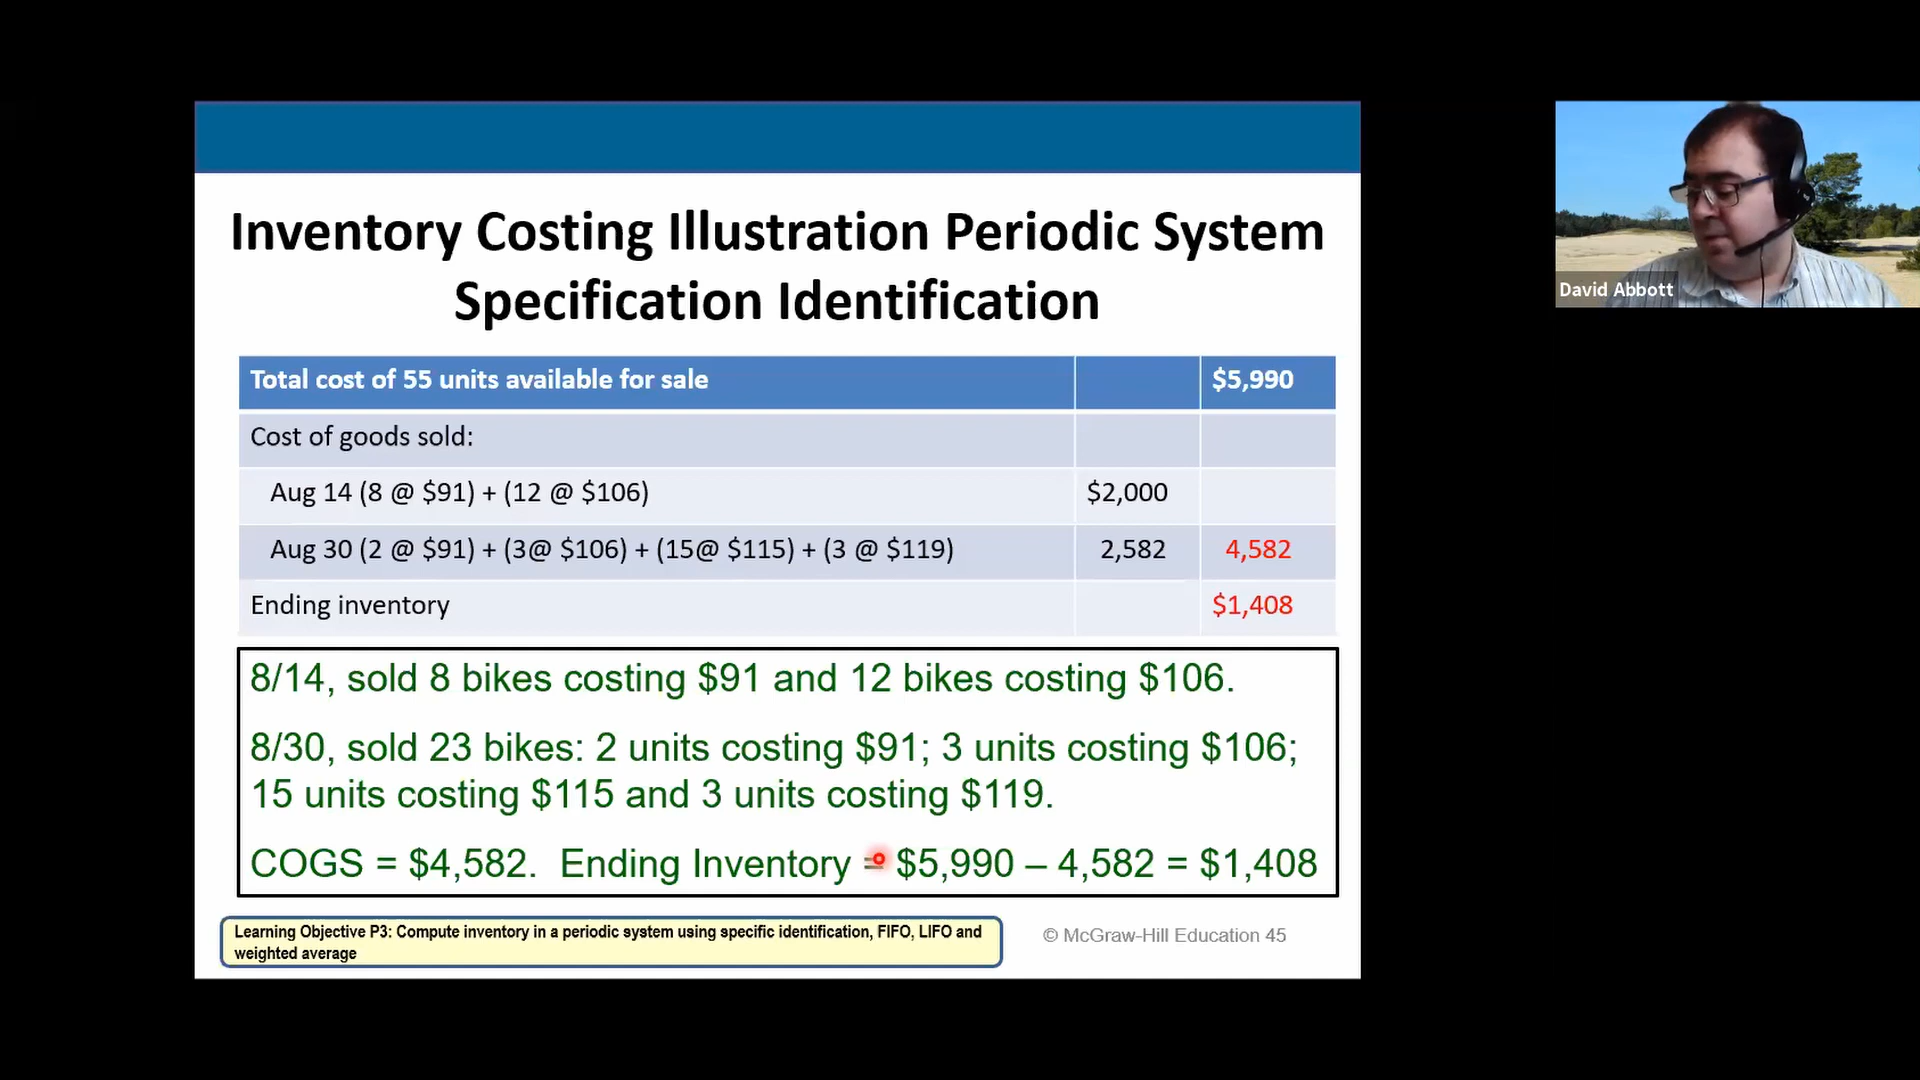 Inventory Costing Illustration Periodic System
Specification Identification
Total cost of 55 units available for sale $5,990
Cost of goods sold:
Aug 14 (8 @ $91) + (12 @ $106) $2,000
Aug 30 (2 @ $91) + (3@ $106) + (15@ $115) + (3 @ $119) 2,582 4,582
Ending inventory $1,408
8/14, sold 8 bikes costing $91 and 12 bikes costing $106.
8/30, sold 23 bikes: 2 units costing $91; 3 units costing $106;
15 units costing $115 and 3 units costing $119.
COGS = $4,582. Ending Inventory = $5,990 – 4,582 = $1,408
Learning Objective P3: Compute inventory in a periodic system using specific identification, FIFO, LIFO and
weighted average
© McGraw-Hill Education 45
David Abbott